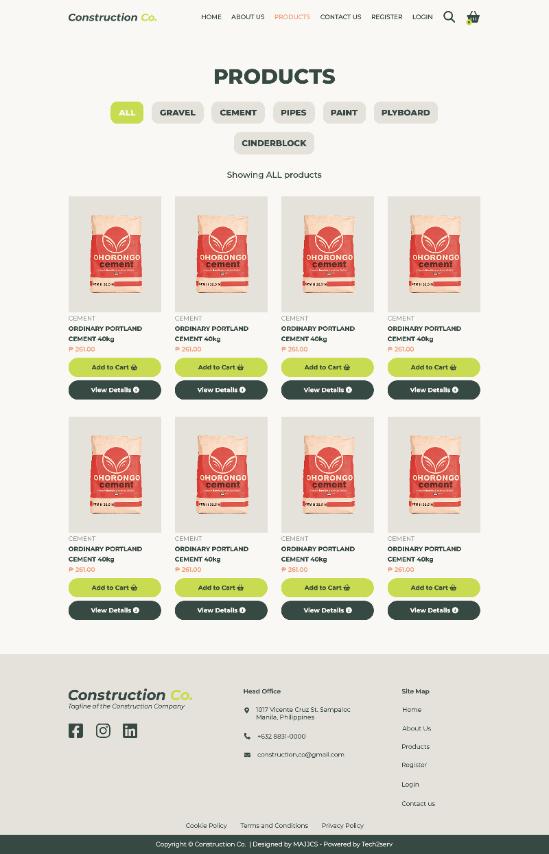 Construction Co.
HOME ABOUT US PRODUCTS CONTACT US REGISTER LOGIN
PRODUCTS
ALL GRAVEL CEMENT PIPES PAINT PLYBOARD
CINDERBLOCK
Showing ALL products
OHORONGO OHORONGO OHORONGO OHORONGO
cement cement cement cement
CEMENT CEMENT CEMENT CEMENT
ORDINARY PORTLAND ORDINARY PORTLAND ORDINARY PORTLAND ORDINARY PORTLAND
CEMENT 40kg CEMENT 40kg CEMENT 40kg CEMENT 40kg
₱ 261.00 ₱ 261.00 ₱ 261.00 ₱ 261.00
Add to Cart Add to Cart Add to Cart Add to Cart
View Details View Details View Details View Details
OHORONGO OHORONGO OHORONGO OHORONGO
cement cement cement cement
CEMENT CEMENT CEMENT CEMENT
ORDINARY PORTLAND ORDINARY PORTLAND ORDINARY PORTLAND ORDINARY PORTLAND
CEMENT 40kg CEMENT 40kg CEMENT 40kg CEMENT 40kg
₱ 261.00 ₱ 261.00 ₱ 261.00 ₱ 261.00
Add to Cart Add to Cart Add to Cart Add to Cart
View Details View Details View Details View Details
Construction Co.
Tagline of the Construction Company
Head Office
1017 Vicente Cruz St. Sampaloc
Manila, Philippines
+632 8831-0000
construction.co@gmail.com
Site Map
Home
About Us
Products
Register
Login
Contact us
Cookie Policy Terms and Conditions Privacy Policy
Copyright © Construction Co. | Designed by MAJJCS - Powered by Tech2serv